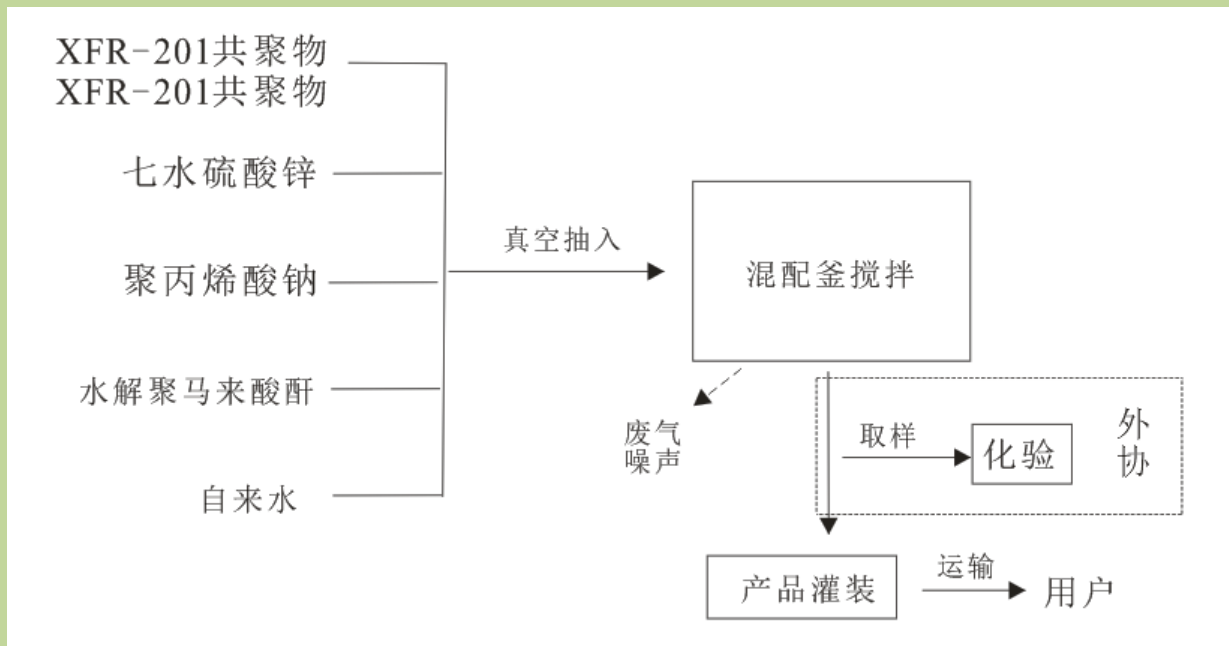 XFR-201共聚物
XFR-201共聚物
七水硫酸锌
聚丙烯酸钠
水解聚马来酸酐
自来水
真空抽入
混配釜搅拌
废气
噪声
取样
化验
外
协
产品灌装
运输
用户